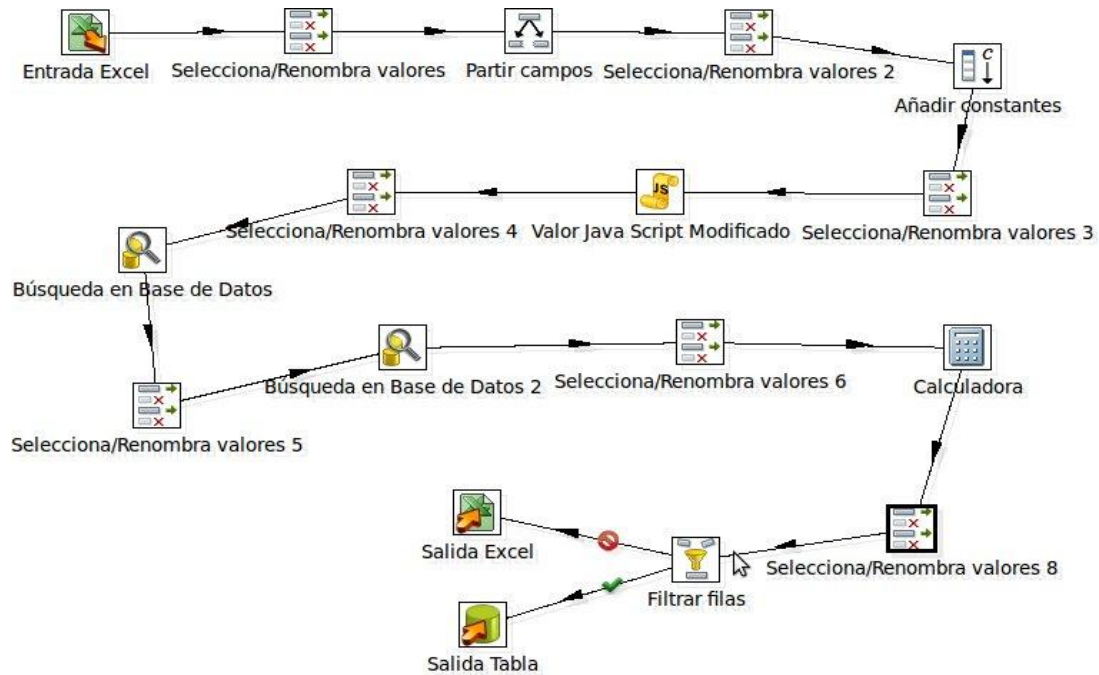 Entrada Excel
Selecciona/Renombra valores
Partir campos
Selecciona/Renombra valores 2
Añadir constantes
Selecciona/Renombra valores 4
Valor Java Script Modificado
Selecciona/Renombra valores 3
Búsqueda en Base de Datos
Búsqueda en Base de Datos 2
Selecciona/Renombra valores 6
Calculadora
Selecciona/Renombra valores 5
Salida Excel
Filtrar filas
Selecciona/Renombra valores 8
Salida Tabla